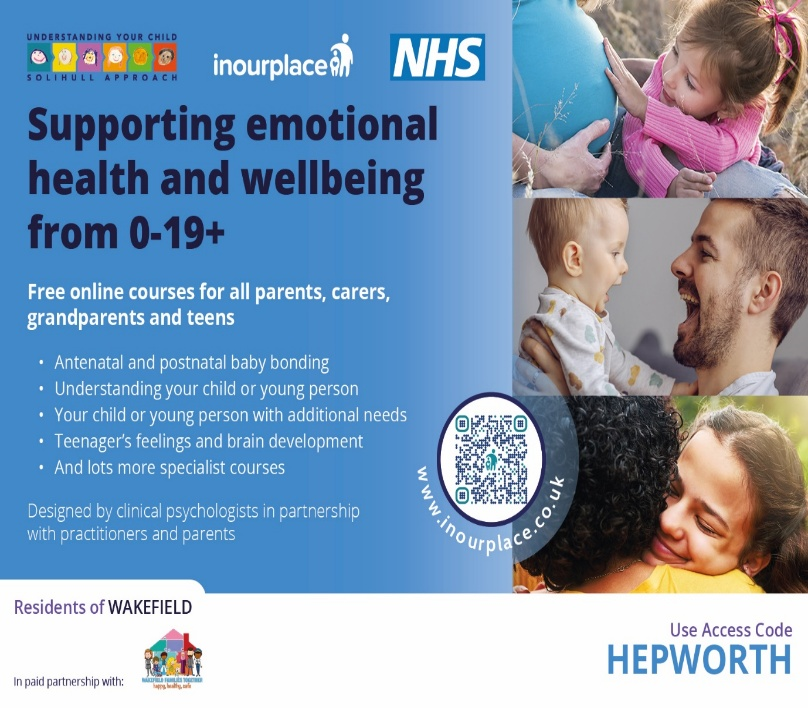 UNDERSTANDING YOUR CHILD
SOLIHULL APPROACH
inourplace
NHS
Supporting emotional
health and wellbeing
from 0-19+
Free online courses for all parents, carers,
grandparents and teens
• Antenatal and postnatal baby bonding
• Understanding your child or young person
• Your child or young person with additional needs
• Teenager's feelings and brain development
• And lots more specialist courses
Designed by clinical psychologists in partnership
with practitioners and parents
www.inourplace.co.uk
Residents of WAKEFIELD
In paid partnership with:
WAKEFIELD FAMILIES TOGETHER
happy, healthy, safe
Use Access Code
HEPWORTH